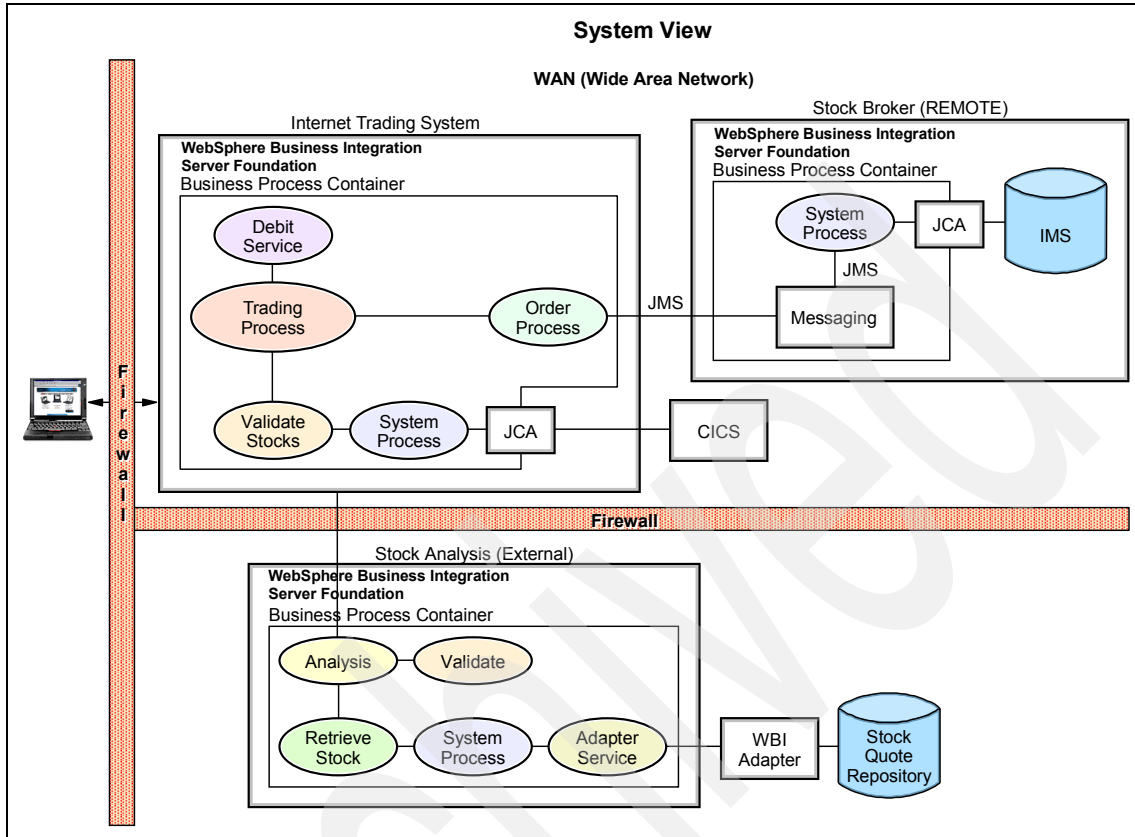 System View
WAN (Wide Area Network)
Internet Trading System
WebSphere Business Integration
Server Foundation
Business Process Container
Debit
Service
Trading
Process
Order
Process
JMS
Validate
Stocks
System
Process
JCA
CICS
Stock Broker (REMOTE)
WebSphere Business Integration
Server Foundation
Business Process Container
System
Process
JCA
IMS
JMS
Messaging
Firewall
Firewall
Stock Analysis (External)
WebSphere Business Integration
Server Foundation
Business Process Container
Analysis
Validate
Retrieve
Stock
System
Process
Adapter
Service
WBI
Adapter
Stock
Quote
Repository